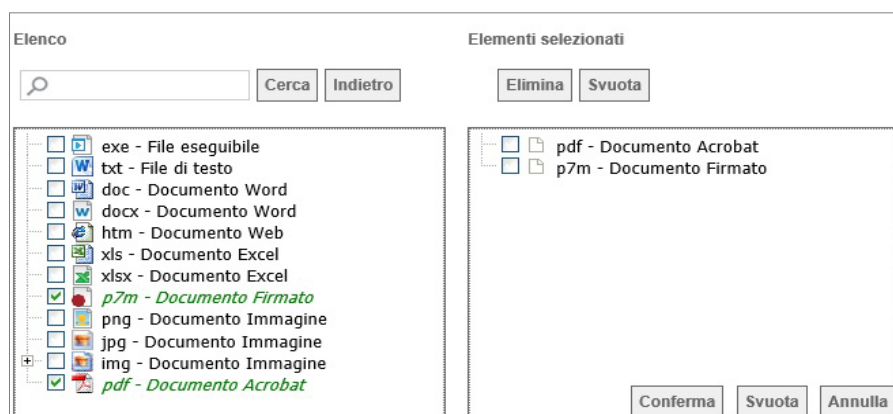 Elenco
Cerca
Indietro
exe - File eseguibile
txt - File di testo
doc - Documento Word
docx - Documento Word
htm - Documento Web
xls - Documento Excel
xlsx - Documento Excel
p7m - Documento Firmato
png - Documento Immagine
jpg - Documento Immagine
img - Documento Immagine
pdf - Documento Acrobat
Elementi selezionati
Elimina
Svuota
pdf - Documento Acrobat
p7m - Documento Firmato
Conferma
Svuota
Annulla